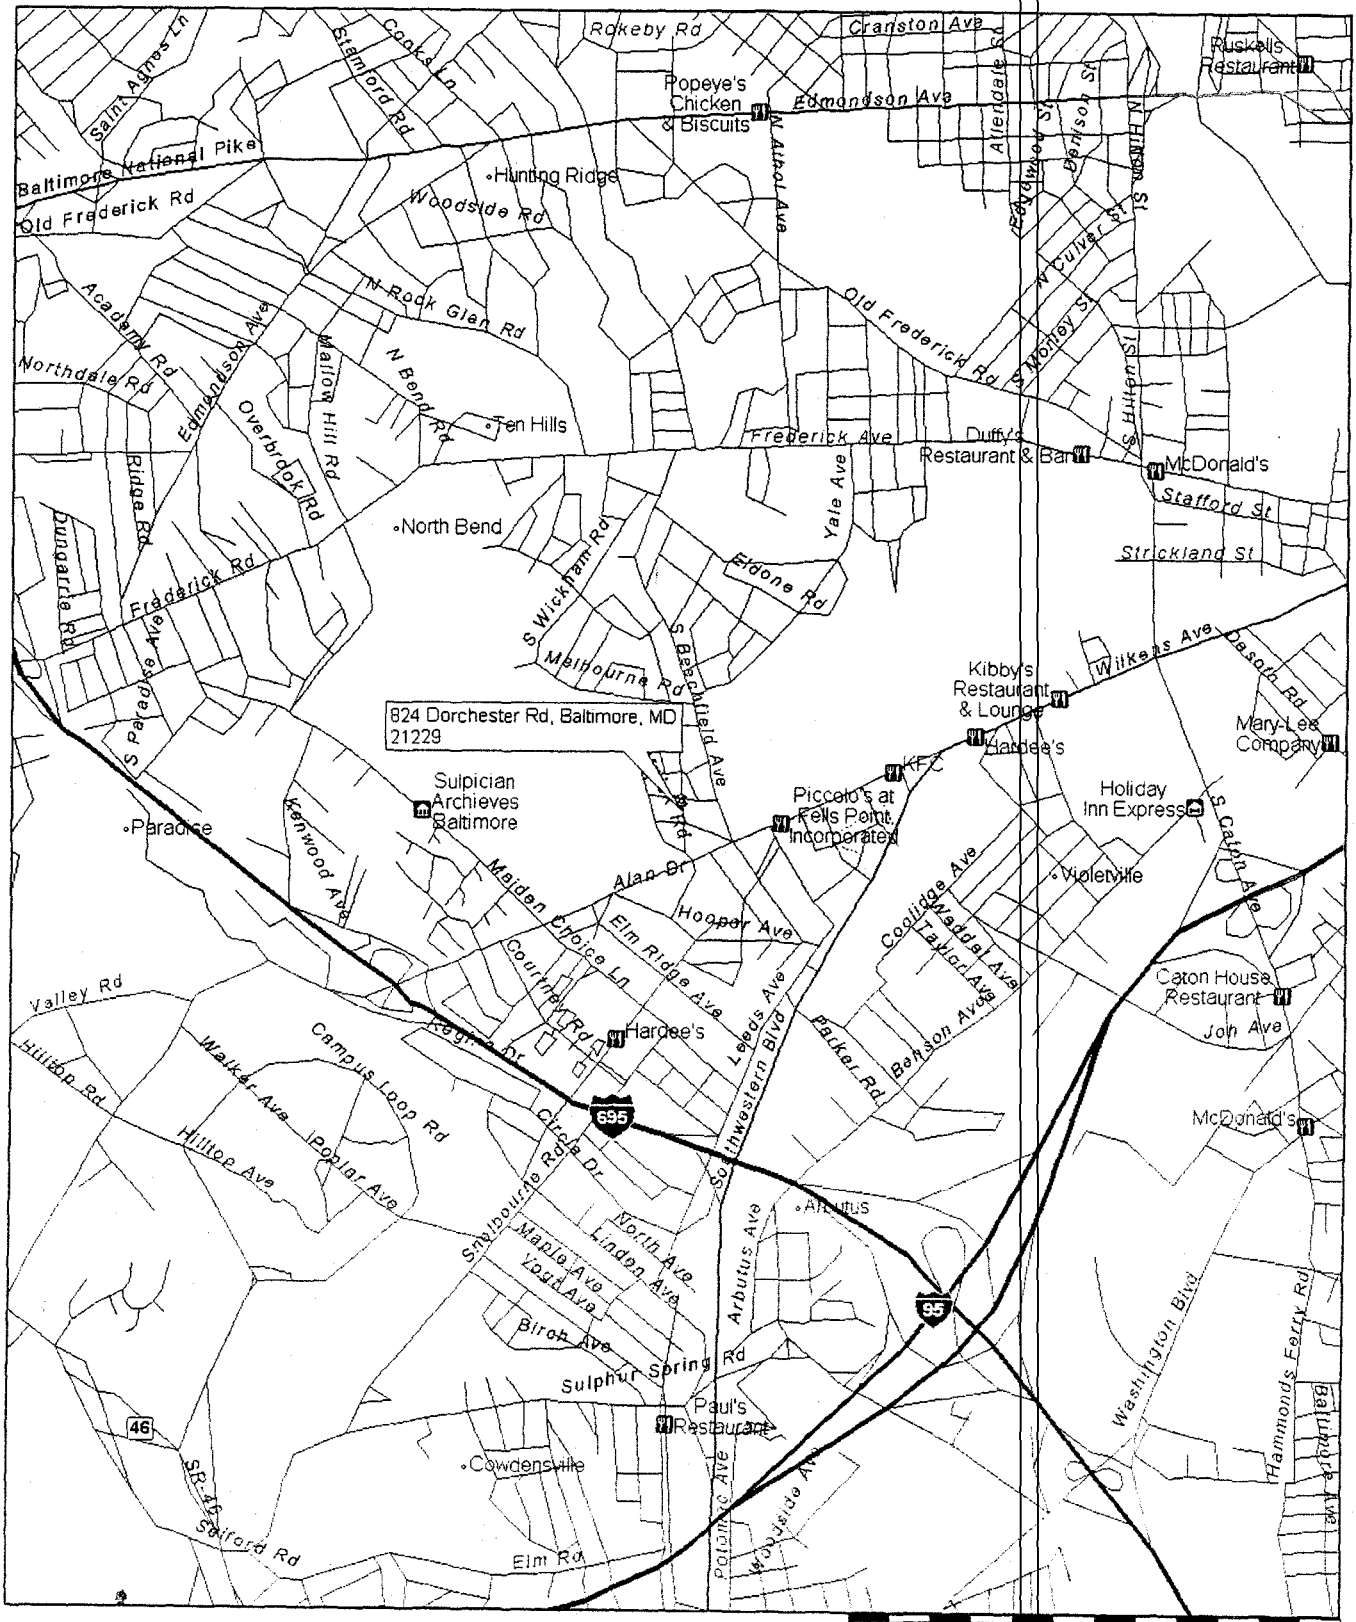 Saint Agnes Ln
Stamford Rd
Cooks Ln
Rokeby Rd
Cranston Ave
Ruskells
Restaurant
Popeye's
Chicken
& Biscuits
Edmondson Ave
Allendale St
Edgewood St
Denison St
N Hilton St
Baltimore National Pike
Hunting Ridge
N Athol Ave
Old Frederick Rd
Woodside Rd
N Culver St
Academy Rd
Edmondson Ave
N Rock Glen Rd
Old Frederick Rd
S Morley St
Northdale Rd
Mallow Hill Rd
N Bend Rd
Overbrook Rd
Ten Hills
Frederick Ave
Duffy's
Restaurant & Bar
McDonald's
Stafford St
Ridge Rd
North Bend
Yale Ave
Strickland St
Frederick Rd
S Wickham Rd
Eldone Rd
S Paradise Ave
Melbourne Rd
S Beechfield Ave
Wilkens Ave
Desoth Rd
Kibby's
Restaurant
& Lounge
824 Dorchester Rd, Baltimore, MD
21229
Hardee's
Mary-Lee
Company
KFC
Sulpician
Archieves
Baltimore
Piccolo's at
Fells Point,
Incorporated
Holiday
Inn Express
S Caton Ave
Paradise
Kenwood Ave
Rd
Alan Dr
Violetville
Maiden Choice Ln
Hooper Ave
Elm Ridge Ave
Coolidge Ave
Weddel Ave
Taylor Ave
Courtney Rd
Valley Rd
Leeds Ave
Caton House
Restaurant
Joh Ave
Benson Ave
Parker Rd
Hardee's
Hilltop Rd
Walker Ave
Campus Loop Rd
695
Circle Dr
Southwestern Blvd
McDonald's
Hilltop Ave
Poplar Ave
Shelbourne Rd
Arbutus
North Ave
Linden Ave
Maple Ave
Vogt Ave
Arbutus Ave
95
Birch Ave
Sulphur Spring Rd
Washington Blvd
Hammonds Ferry Rd
Baltimore Ave
Paul's
Restaurant
46
Cowdensville
SR-46
Selford Rd
Elm Rd
Potomac Ave
Woodside Ave